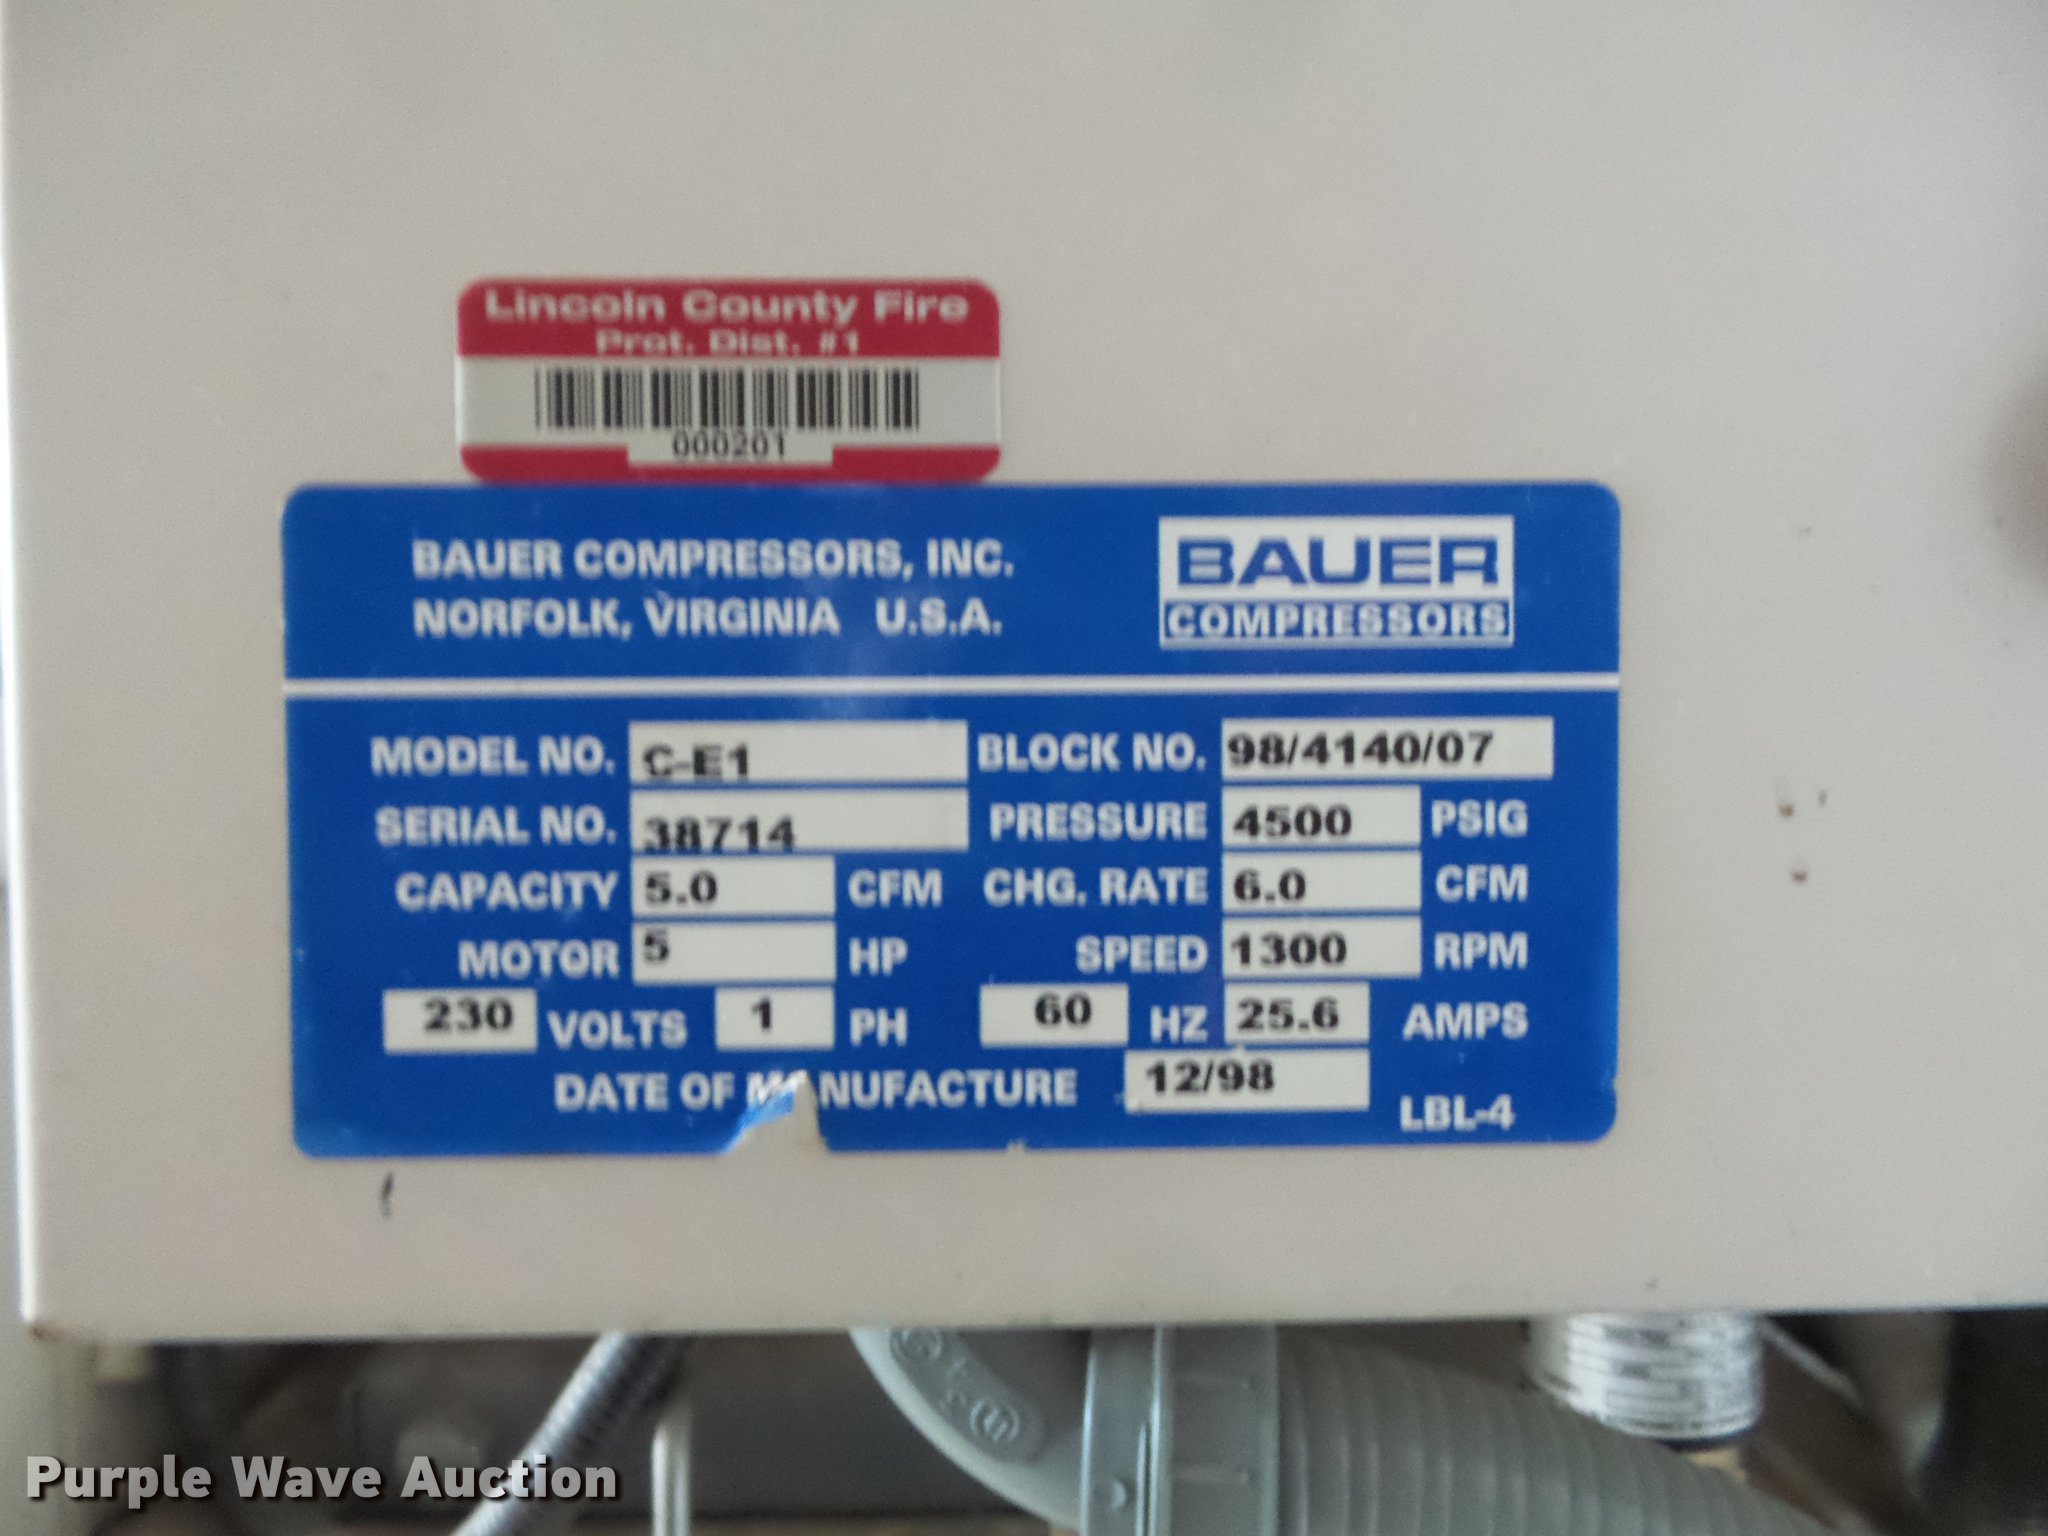 Lincoln County Fire
Prot. Dist. #1
000201
BAUER COMPRESSORS, INC.
NORFOLK, VIRGINIA U.S.A.
BAUER
COMPRESSORS
MODEL NO. C-E1 BLOCK NO. 98/4140/07
SERIAL NO. 38714 PRESSURE 4500 PSIG
CAPACITY 5.0 CFM CHG. RATE 6.0 CFM
MOTOR 5 HP SPEED 1300 RPM
230 VOLTS 1 PH 60 HZ 25.6 AMPS
DATE OF MANUFACTURE 12/98
LBL-4
Purple Wave Auction